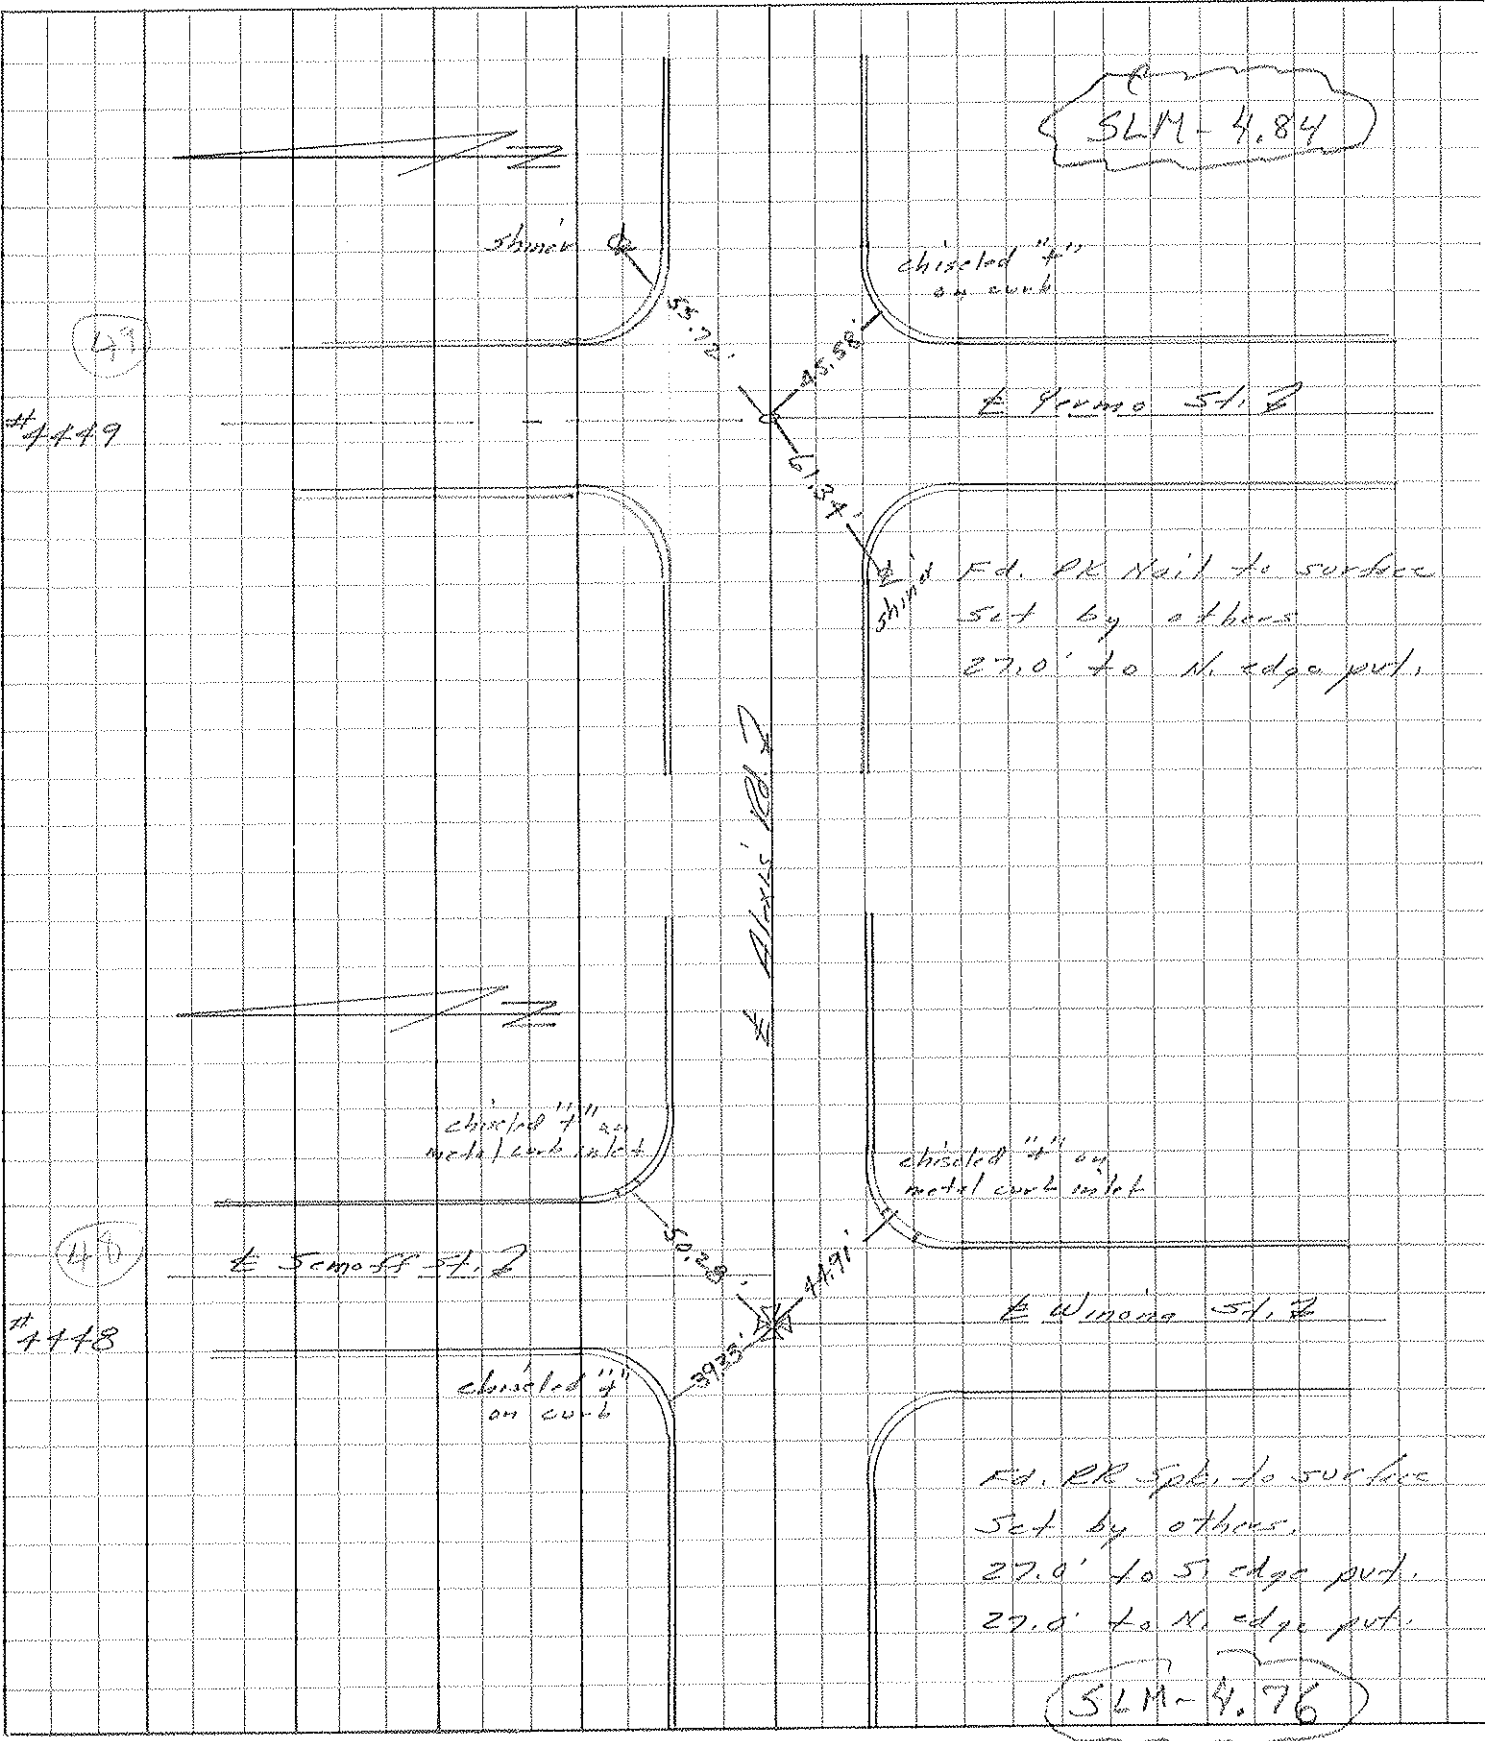 SLM - 4.84
shiner
chiseled "+"
on curb
55.72'
45.58'
49
#4449
℄ Yermo St.
61.34'
shiner
Fd. PK Nail to surface
set by others
27.0' to N. edge pvt.
℄ Alexis Rd.
N
N
chiseled "+" on
metal curb inlet
chiseled "+" on
metal curb inlet
48
℄ Semoff St.
50.28'
44.91'
℄ Winona St.
#4448
39.33'
chiseled "+"
on curb
Fd. RR Spk. to surface
Set by others.
27.0' to S. edge pvt.
27.0' to N. edge pvt.
SLM - 4.76